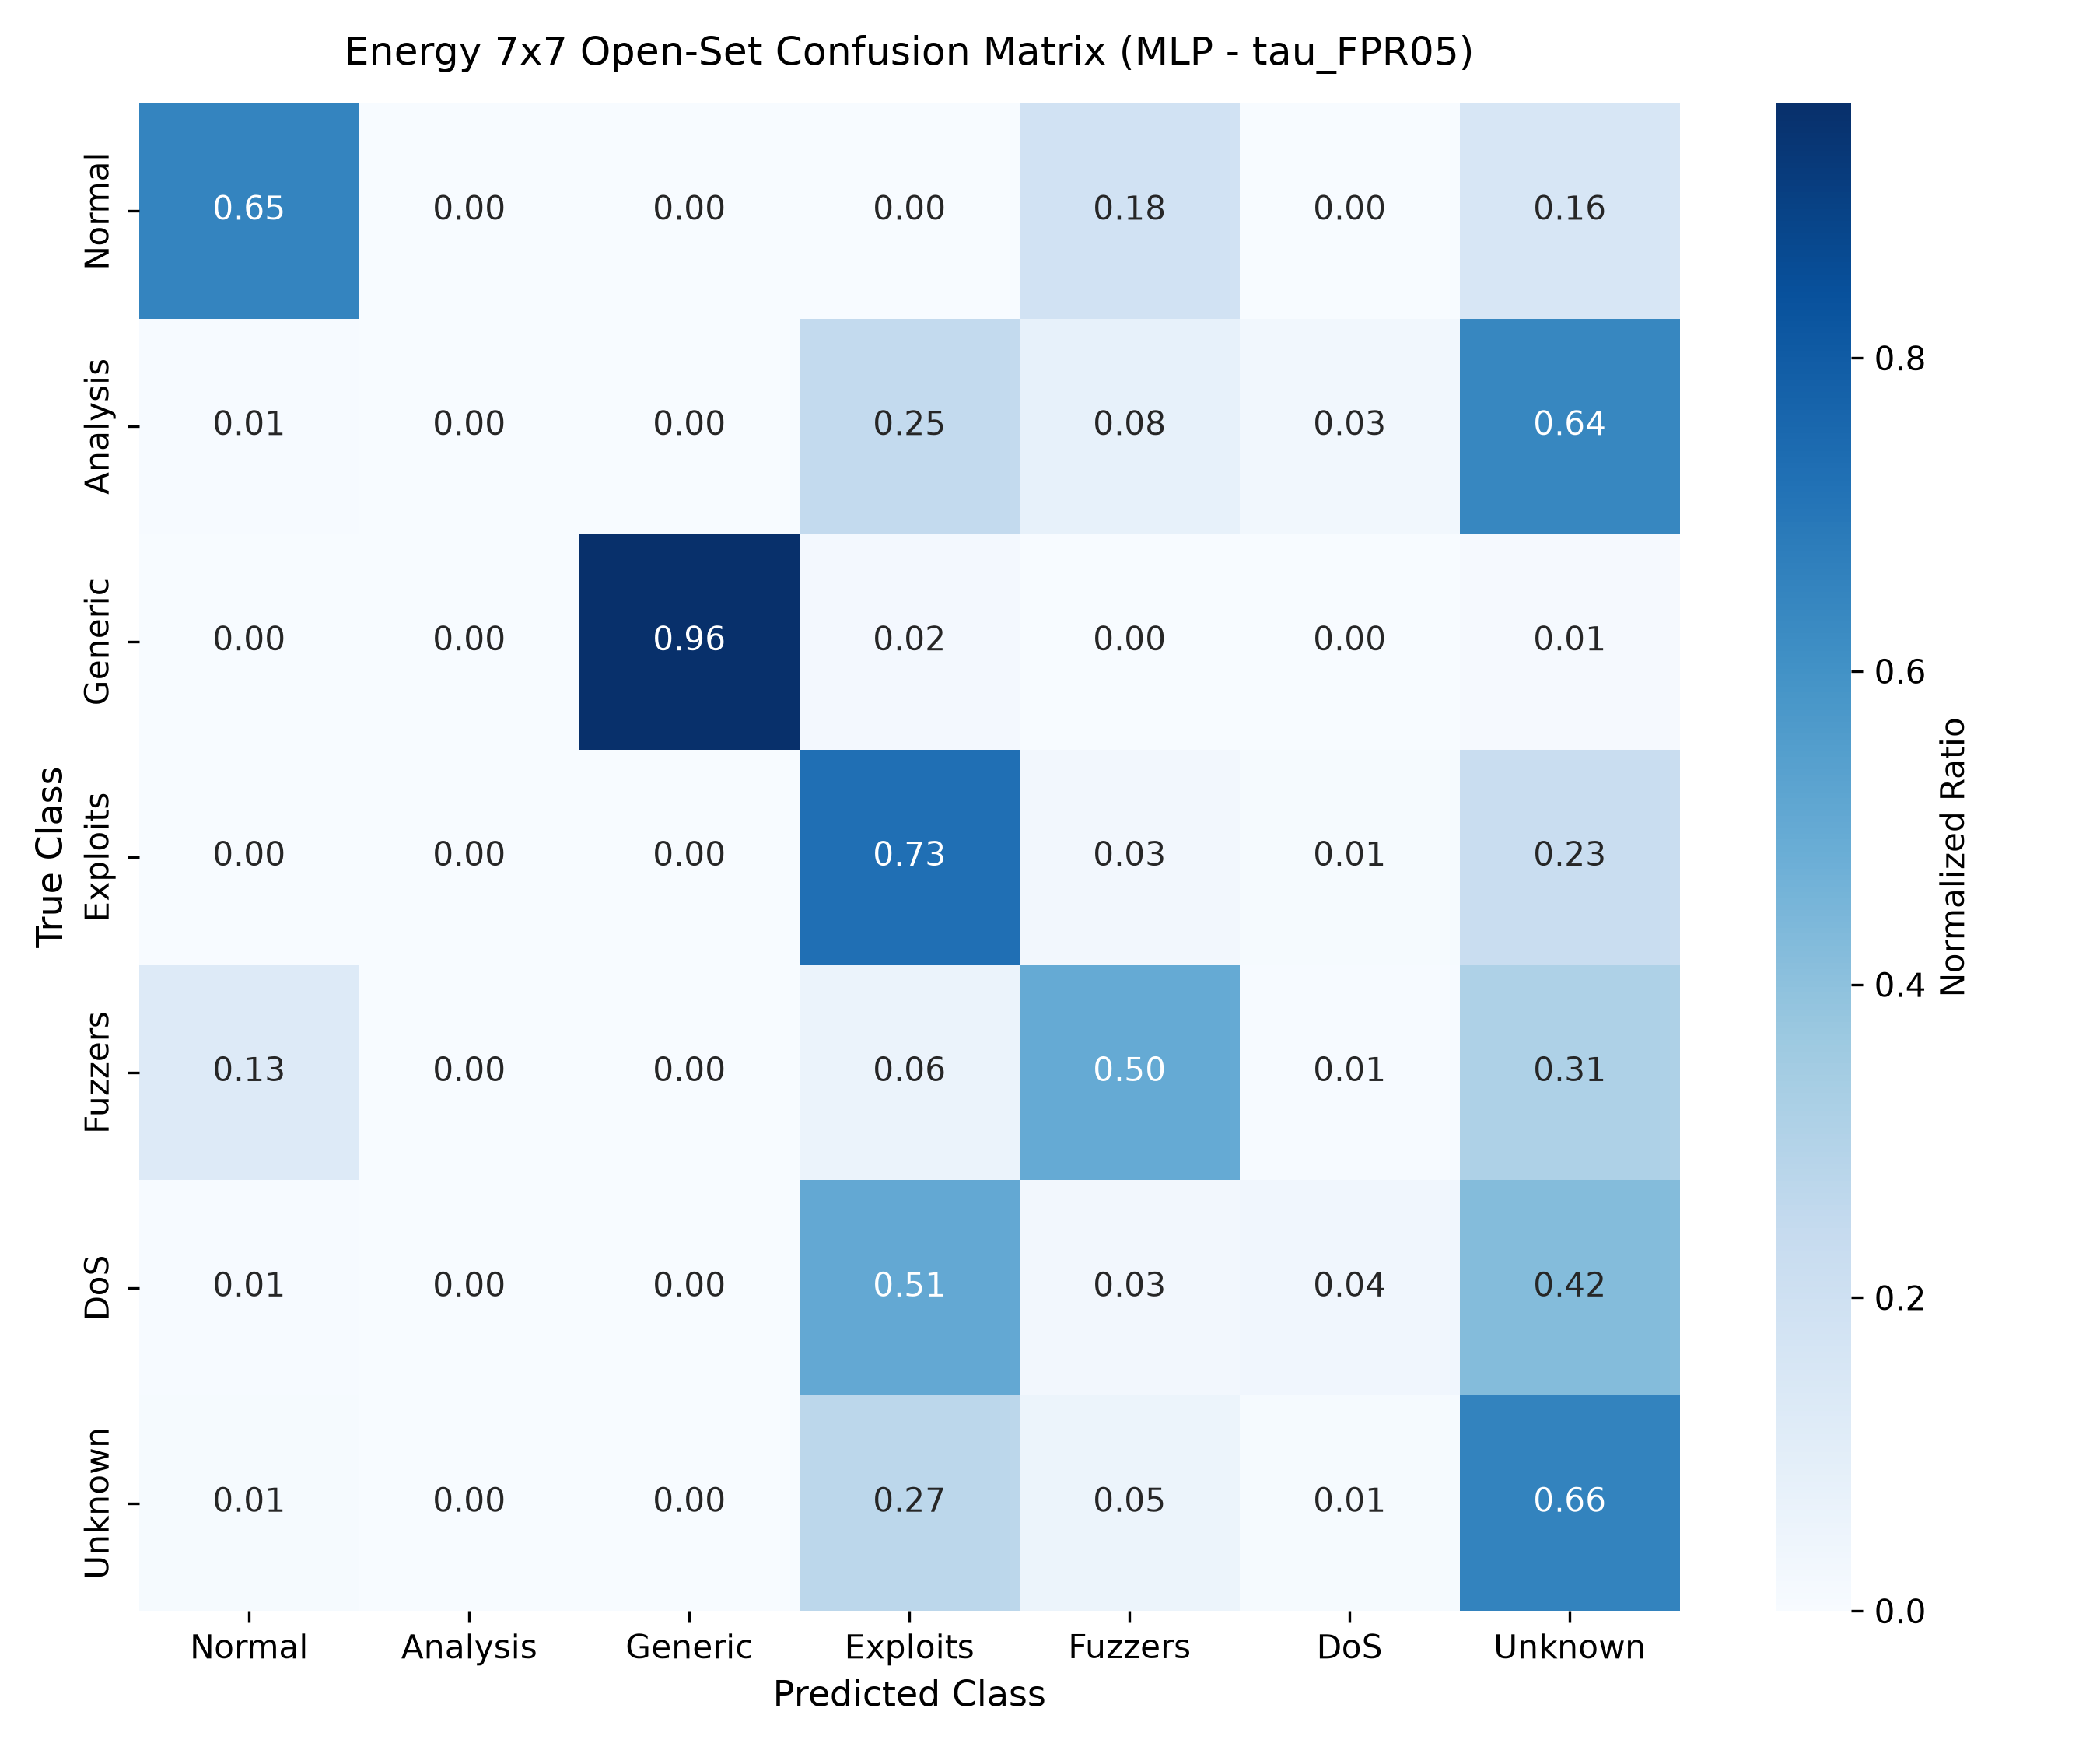 Energy 7x7 Open-Set Confusion Matrix (MLP - tau_FPR05)
True Class
Normal 0.65 0.00 0.00 0.00 0.18 0.00 0.16
Analysis 0.01 0.00 0.00 0.25 0.08 0.03 0.64
Generic 0.00 0.00 0.96 0.02 0.00 0.00 0.01
Exploits 0.00 0.00 0.00 0.73 0.03 0.01 0.23
Fuzzers 0.13 0.00 0.00 0.06 0.50 0.01 0.31
DoS 0.01 0.00 0.00 0.51 0.03 0.04 0.42
Unknown 0.01 0.00 0.00 0.27 0.05 0.01 0.66
Normal Analysis Generic Exploits Fuzzers DoS Unknown
Predicted Class
0.8
0.6
0.4
0.2
0.0
Normalized Ratio